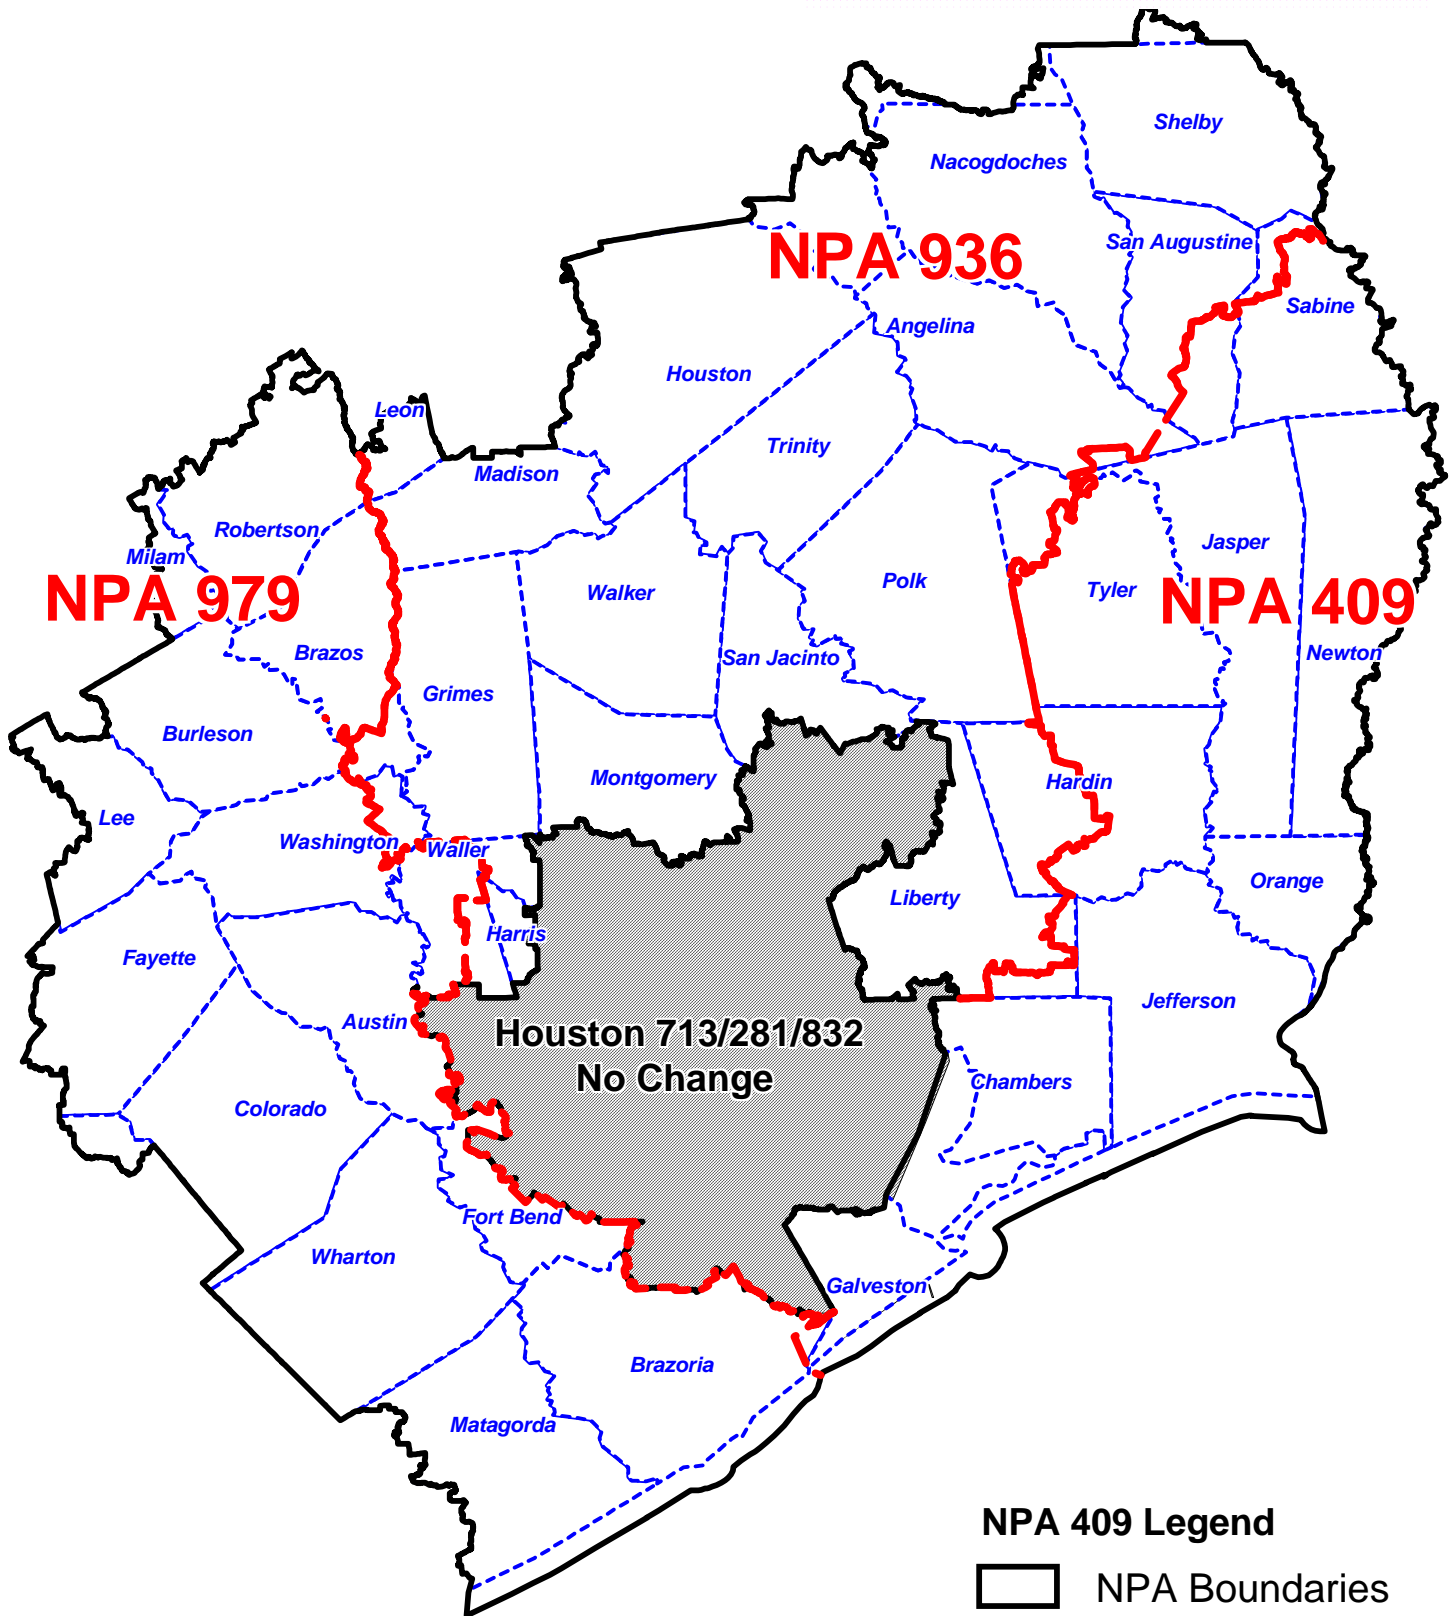 Shelby
Nacogdoches
San Augustine
NPA 936
Sabine
Angelina
Houston
Leon
Trinity
Madison
Robertson
Jasper
Milam
Polk
Tyler
Walker
NPA 979
NPA 409
Brazos
San Jacinto
Newton
Grimes
Burleson
Montgomery
Hardin
Lee
Washington
Waller
Orange
Liberty
Harris
Fayette
Jefferson
Austin
Houston 713/281/832
No Change
Chambers
Colorado
Fort Bend
Wharton
Galveston
Brazoria
Matagorda
NPA 409 Legend
NPA Boundaries